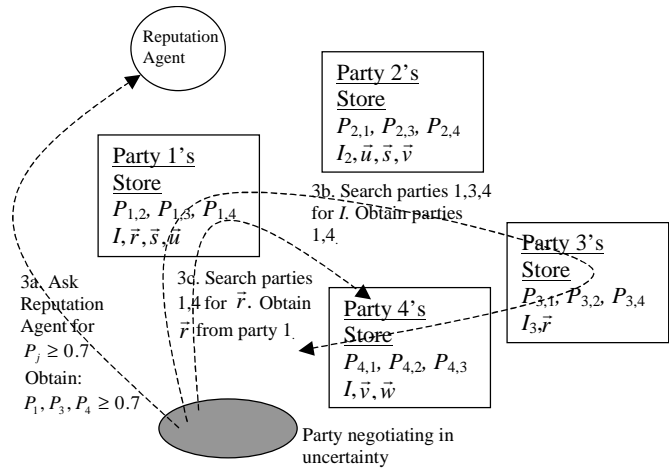 Reputation
Agent
Party 2's
Store
P₂,₁, P₂,₃, P₂,₄
I₂, u⃗, s⃗, v⃗
Party 1's
Store
P₁,₂, P₁,₃, P₁,₄
I, r⃗, s⃗, u⃗
3b. Search parties 1,3,4
for I. Obtain parties
1,4.
Party 3's
Store
P₃,₁, P₃,₂, P₃,₄
I₃, r⃗
3a. Ask
Reputation
Agent for
Pⱼ ≥ 0.7
Obtain:
P₁, P₃, P₄ ≥ 0.7
3c. Search parties
1,4 for r⃗. Obtain
r⃗ from party 1.
Party 4's
Store
P₄,₁, P₄,₂, P₄,₃
I, v⃗, w⃗
Party negotiating in
uncertainty